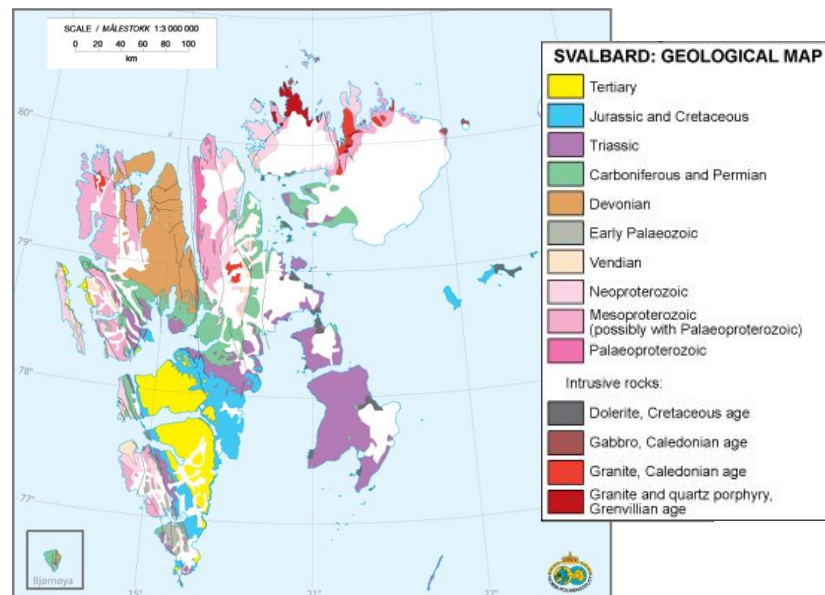 SCALE / MÅLESTOKK 1:3 000 000
0 20 40 60 80 100
km
80°
79°
78°
77°
15°
21°
27°
Bjørnøya
SVALBARD: GEOLOGICAL MAP
Tertiary
Jurassic and Cretaceous
Triassic
Carboniferous and Permian
Devonian
Early Palaeozoic
Vendian
Neoproterozoic
Mesoproterozoic
(possibly with Palaeoproterozoic)
Palaeoproterozoic
Intrusive rocks:
Dolerite, Cretaceous age
Gabbro, Caledonian age
Granite, Caledonian age
Granite and quartz porphyry,
Grenvillian age